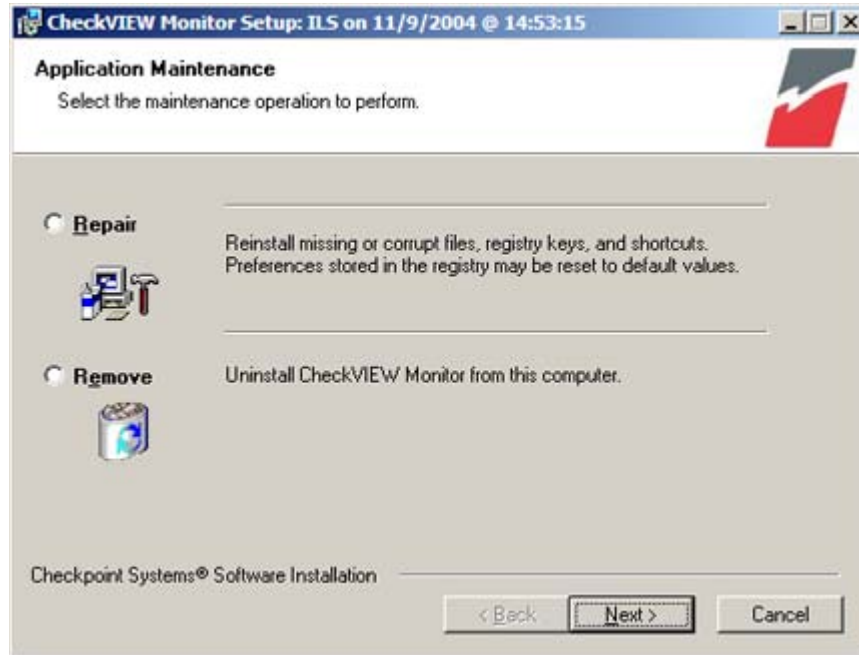 CheckVIEW Monitor Setup: ILS on 11/9/2004 @ 14:53:15
Application Maintenance
Select the maintenance operation to perform.
Repair
Reinstall missing or corrupt files, registry keys, and shortcuts.
Preferences stored in the registry may be reset to default values.
Remove
Uninstall CheckVIEW Monitor from this computer.
Checkpoint Systems® Software Installation
< Back
Next >
Cancel